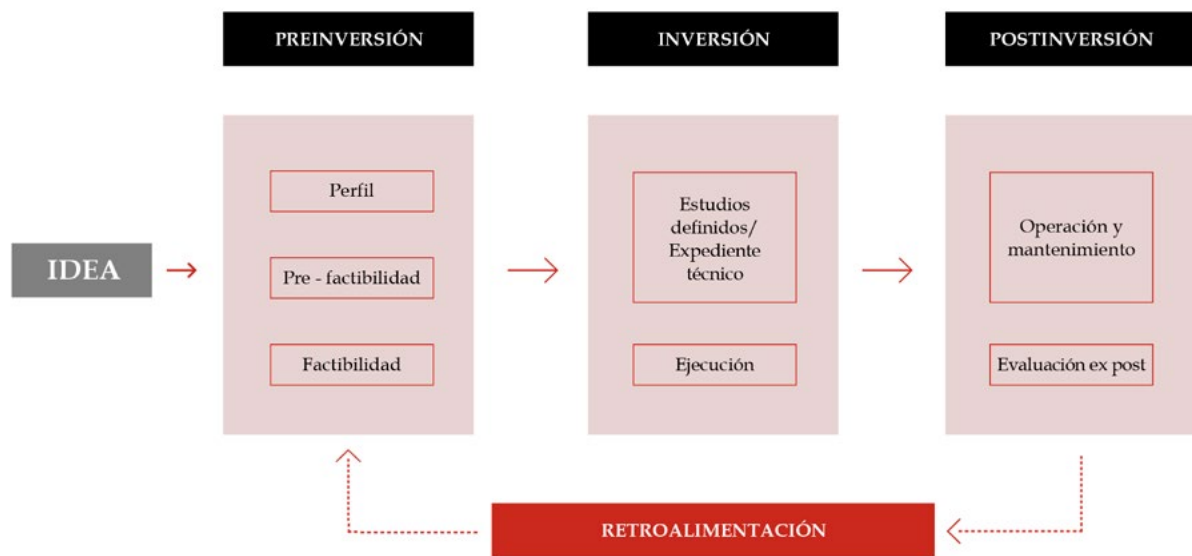 PREINVERSIÓN
INVERSIÓN
POSTINVERSIÓN
IDEA
Perfil
Pre - factibilidad
Factibilidad
Estudios
definidos/
Expediente
técnico
Ejecución
Operación y
mantenimiento
Evaluación ex post
RETROALIMENTACIÓN